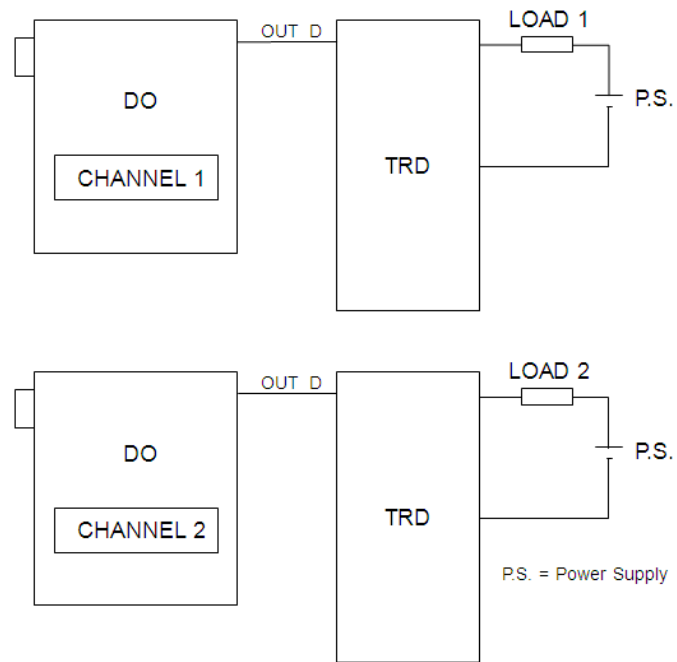 LOAD 1
OUT D
P.S.
DO
TRD
CHANNEL 1
LOAD 2
OUT D
P.S.
DO
TRD
CHANNEL 2
P.S. = Power Supply